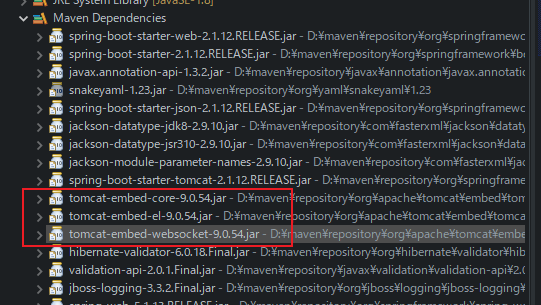 JRE System Library [JavaSE-1.8]
Maven Dependencies
spring-boot-starter-web-2.1.12.RELEASE.jar - D:¥maven¥repository¥org¥springframework
spring-boot-starter-2.1.12.RELEASE.jar - D:¥maven¥repository¥org¥springframework¥bo
javax.annotation-api-1.3.2.jar - D:¥maven¥repository¥javax¥annotation¥javax.annotation
snakeyaml-1.23.jar - D:¥maven¥repository¥org¥yaml¥snakeyaml¥1.23
spring-boot-starter-json-2.1.12.RELEASE.jar - D:¥maven¥repository¥org¥springframew
jackson-datatype-jdk8-2.9.10.jar - D:¥maven¥repository¥com¥fasterxml¥jackson¥dataty
jackson-datatype-jsr310-2.9.10.jar - D:¥maven¥repository¥com¥fasterxml¥jackson¥data
jackson-module-parameter-names-2.9.10.jar - D:¥maven¥repository¥com¥fasterxml¥j
spring-boot-starter-tomcat-2.1.12.RELEASE.jar - D:¥maven¥repository¥org¥springfram
tomcat-embed-core-9.0.54.jar - D:¥maven¥repository¥org¥apache¥tomcat¥embed¥tom
tomcat-embed-el-9.0.54.jar - D:¥maven¥repository¥org¥apache¥tomcat¥embed¥tomca
tomcat-embed-websocket-9.0.54.jar - D:¥maven¥repository¥org¥apache¥tomcat¥embe
hibernate-validator-6.0.18.Final.jar - D:¥maven¥repository¥org¥hibernate¥validator¥hib
validation-api-2.0.1.Final.jar - D:¥maven¥repository¥javax¥validation¥validation-api¥2.0
jboss-logging-3.3.2.Final.jar - D:¥maven¥repository¥org¥jboss¥logging¥jboss-logging¥